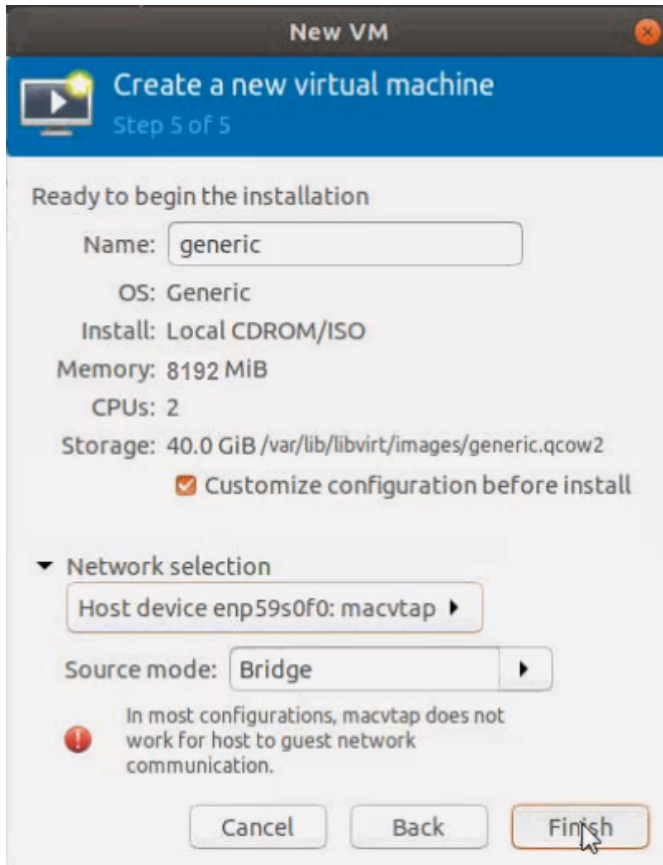 New VM
Create a new virtual machine
Step 5 of 5
Ready to begin the installation
Name: generic
OS: Generic
Install: Local CDROM/ISO
Memory: 8192 MiB
CPUs: 2
Storage: 40.0 GiB /var/lib/libvirt/images/generic.qcow2
Customize configuration before install
Network selection
Host device enp59s0f0: macvtap
Source mode: Bridge
In most configurations, macvtap does not
work for host to guest network
communication.
Cancel Back Finish